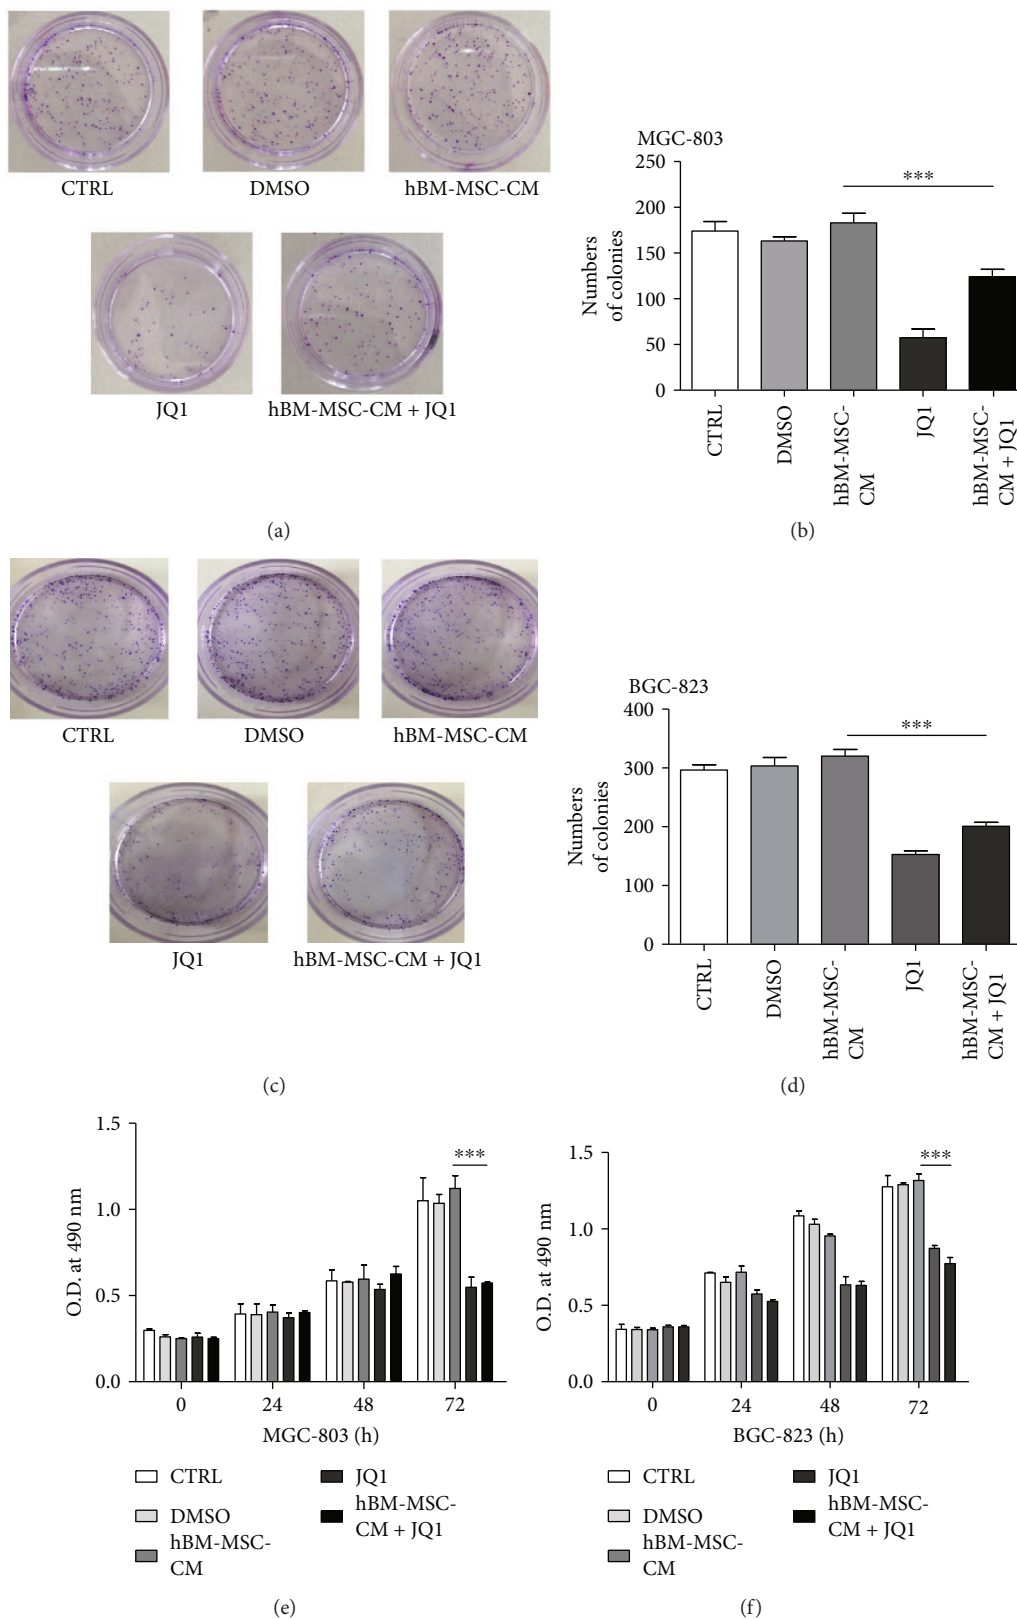 CTRL
DMSO
hBM-MSC-CM
JQ1
hBM-MSC-CM + JQ1
(a)
MGC-803
Numbers
of colonies
250
200
150
100
50
0
***
CTRL
DMSO
hBM-MSC-
CM
JQ1
hBM-MSC-
CM + JQ1
(b)
CTRL
DMSO
hBM-MSC-CM
JQ1
hBM-MSC-CM + JQ1
(c)
BGC-823
Numbers
of colonies
400
300
200
100
0
***
CTRL
DMSO
hBM-MSC-
CM
JQ1
hBM-MSC-
CM + JQ1
(d)
O.D. at 490 nm
1.5
1.0
0.5
0.0
***
0
24
48
72
MGC-803 (h)
CTRL
DMSO
hBM-MSC-
CM
JQ1
hBM-MSC-
CM + JQ1
(e)
O.D. at 490 nm
1.5
1.0
0.5
0.0
***
0
24
48
72
BGC-823 (h)
CTRL
DMSO
hBM-MSC-
CM
JQ1
hBM-MSC-
CM + JQ1
(f)